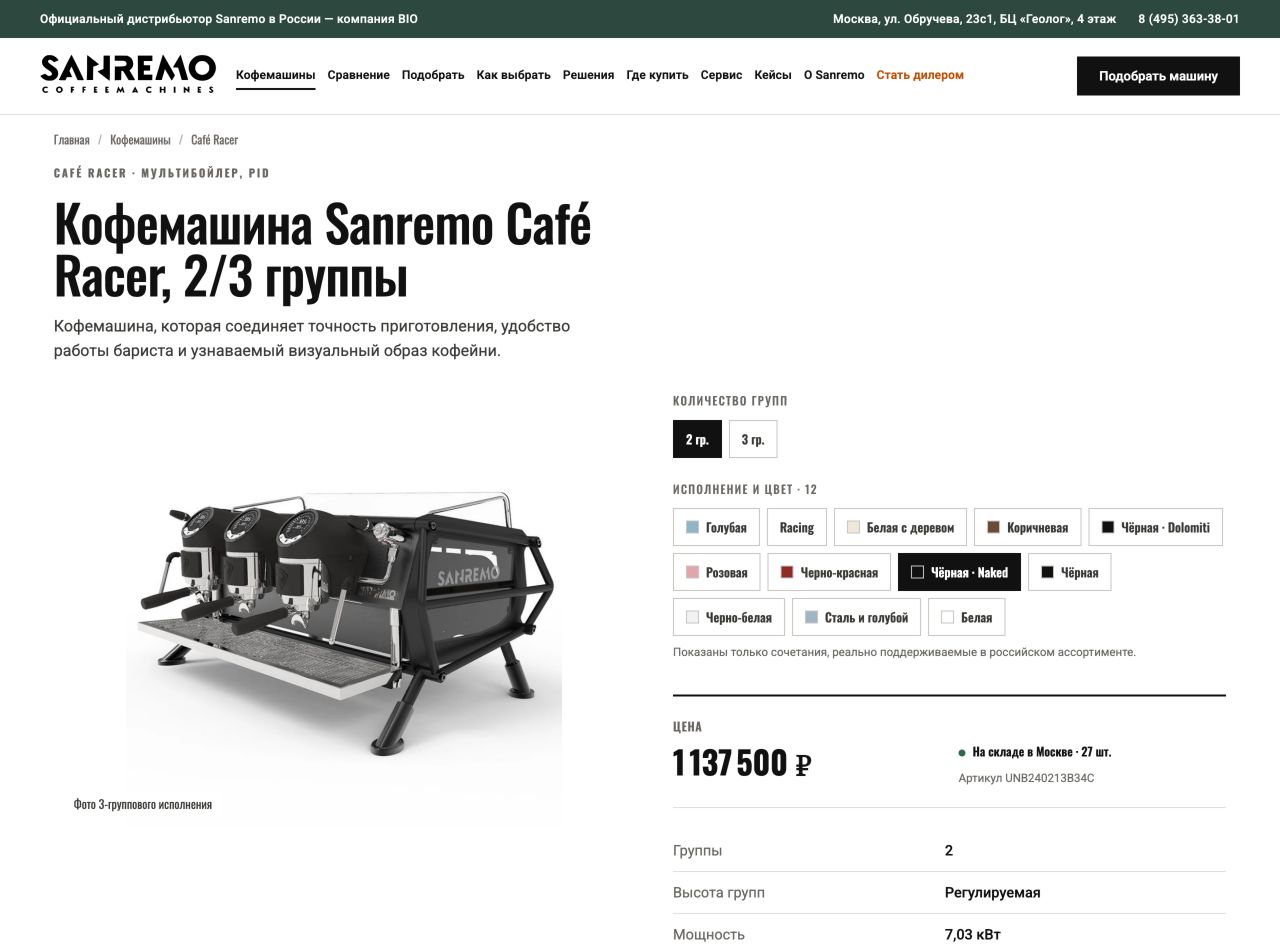 Официальный дистрибьютор Sanremo в России — компания BIO
Москва, ул. Обручева, 23с1, БЦ «Геолог», 4 этаж
8 (495) 363-38-01
SANREMO
COFFEEMACHINES
Кофемашины
Сравнение
Подобрать
Как выбрать
Решения
Где купить
Сервис
Кейсы
О Sanremo
Стать дилером
Подобрать машину
Главная / Кофемашины / Café Racer
CAFÉ RACER · МУЛЬТИБОЙЛЕР, PID
Кофемашина Sanremo Café
Racer, 2/3 группы
Кофемашина, которая соединяет точность приготовления, удобство
работы бариста и узнаваемый визуальный образ кофейни.
SANREMO
Фото 3-группового исполнения
КОЛИЧЕСТВО ГРУПП
2 гр.
3 гр.
ИСПОЛНЕНИЕ И ЦВЕТ · 12
Голубая
Racing
Белая с деревом
Коричневая
Чёрная · Dolomiti
Розовая
Черно-красная
Чёрная · Naked
Чёрная
Черно-белая
Сталь и голубой
Белая
Показаны только сочетания, реально поддерживаемые в российском ассортименте.
ЦЕНА
1 137 500 ₽
На складе в Москве · 27 шт.
Артикул UNB240213B34C
Группы 2
Высота групп Регулируемая
Мощность 7,03 кВт